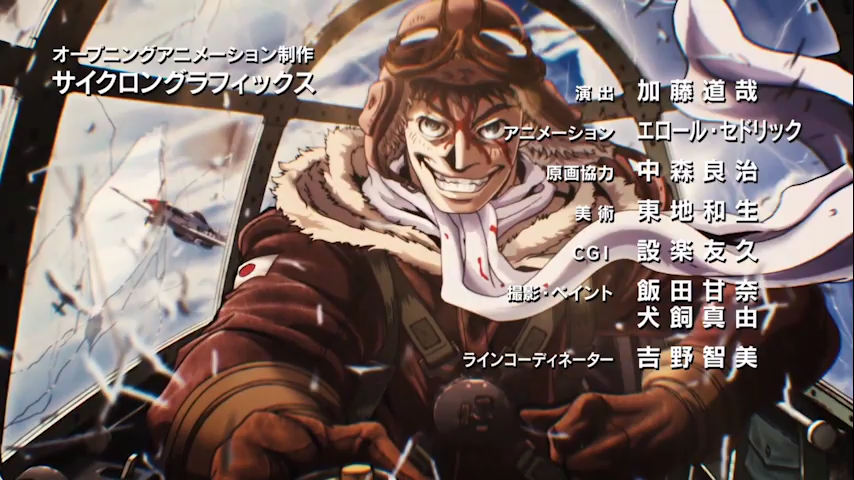 オープニングアニメーション制作
サイクロングラフィックス
演出 加藤道哉
アニメーション エロール・セドリック
原画協力 中森良治
美術 東地和生
CGI 設楽友久
撮影・ペイント 飯田甘奈
犬飼真由
ラインコーディネーター 吉野智美